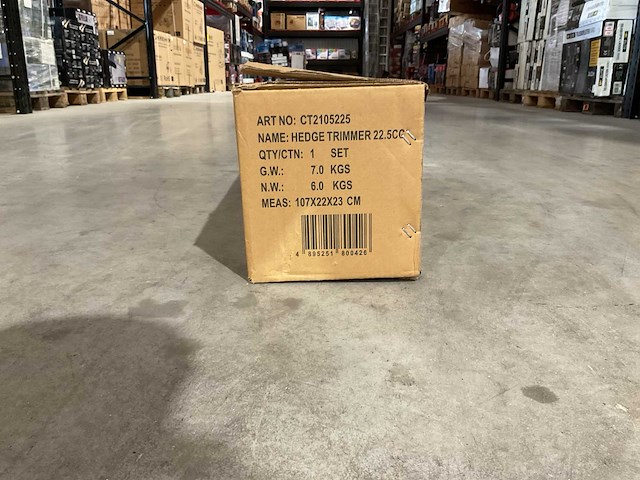 ART NO: CT2105225
NAME: HEDGE TRIMMER 22.5CC
QTY/CTN: 1 SET
G.W.: 7.0 KGS
N.W.: 6.0 KGS
MEAS: 107X22X23 CM
4 895251 800426